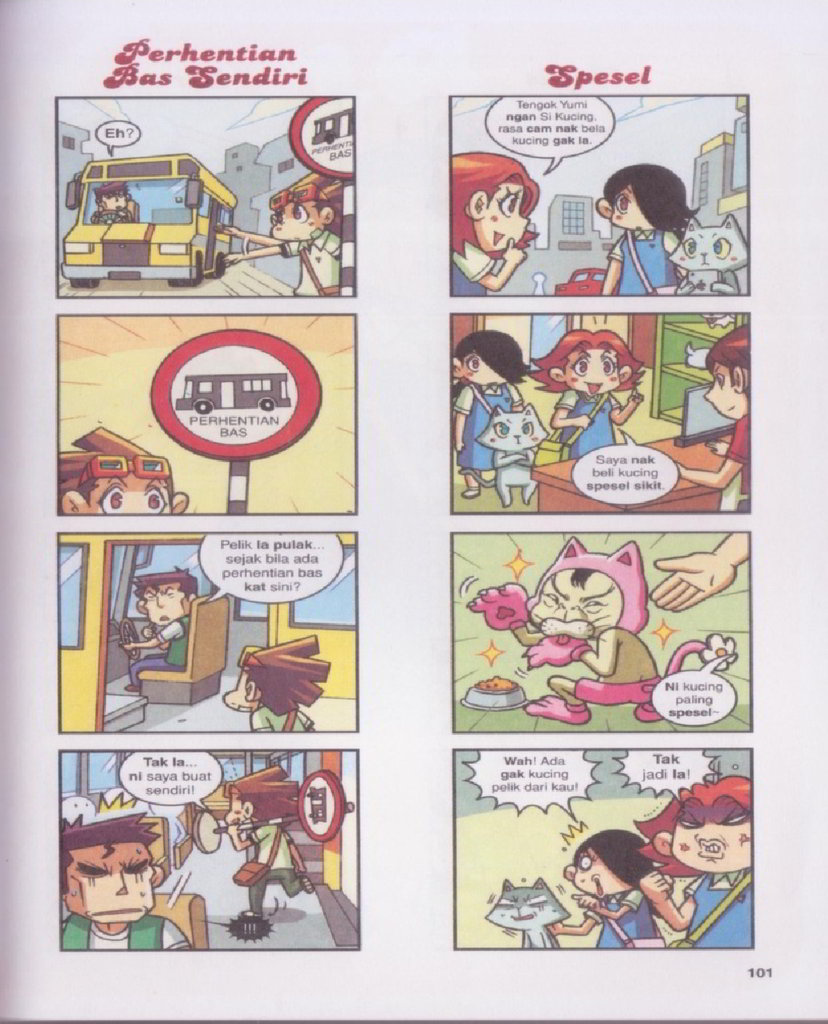 Perhentian
Bas Sendiri
Eh?
PERHENTIAN
BAS
PERHENTIAN
BAS
Pelik la pulak...
sejak bila ada
perhentian bas
kat sini?
Tak la...
ni saya buat
sendiri!
!!!
Spesel
Tengok Yumi
ngan Si Kucing,
rasa cam nak bela
kucing gak la.
Saya nak
beli kucing
spesel sikit.
Ni kucing
paling
spesel~
Wah! Ada
gak kucing
pelik dari kau!
Tak
jadi la!
101